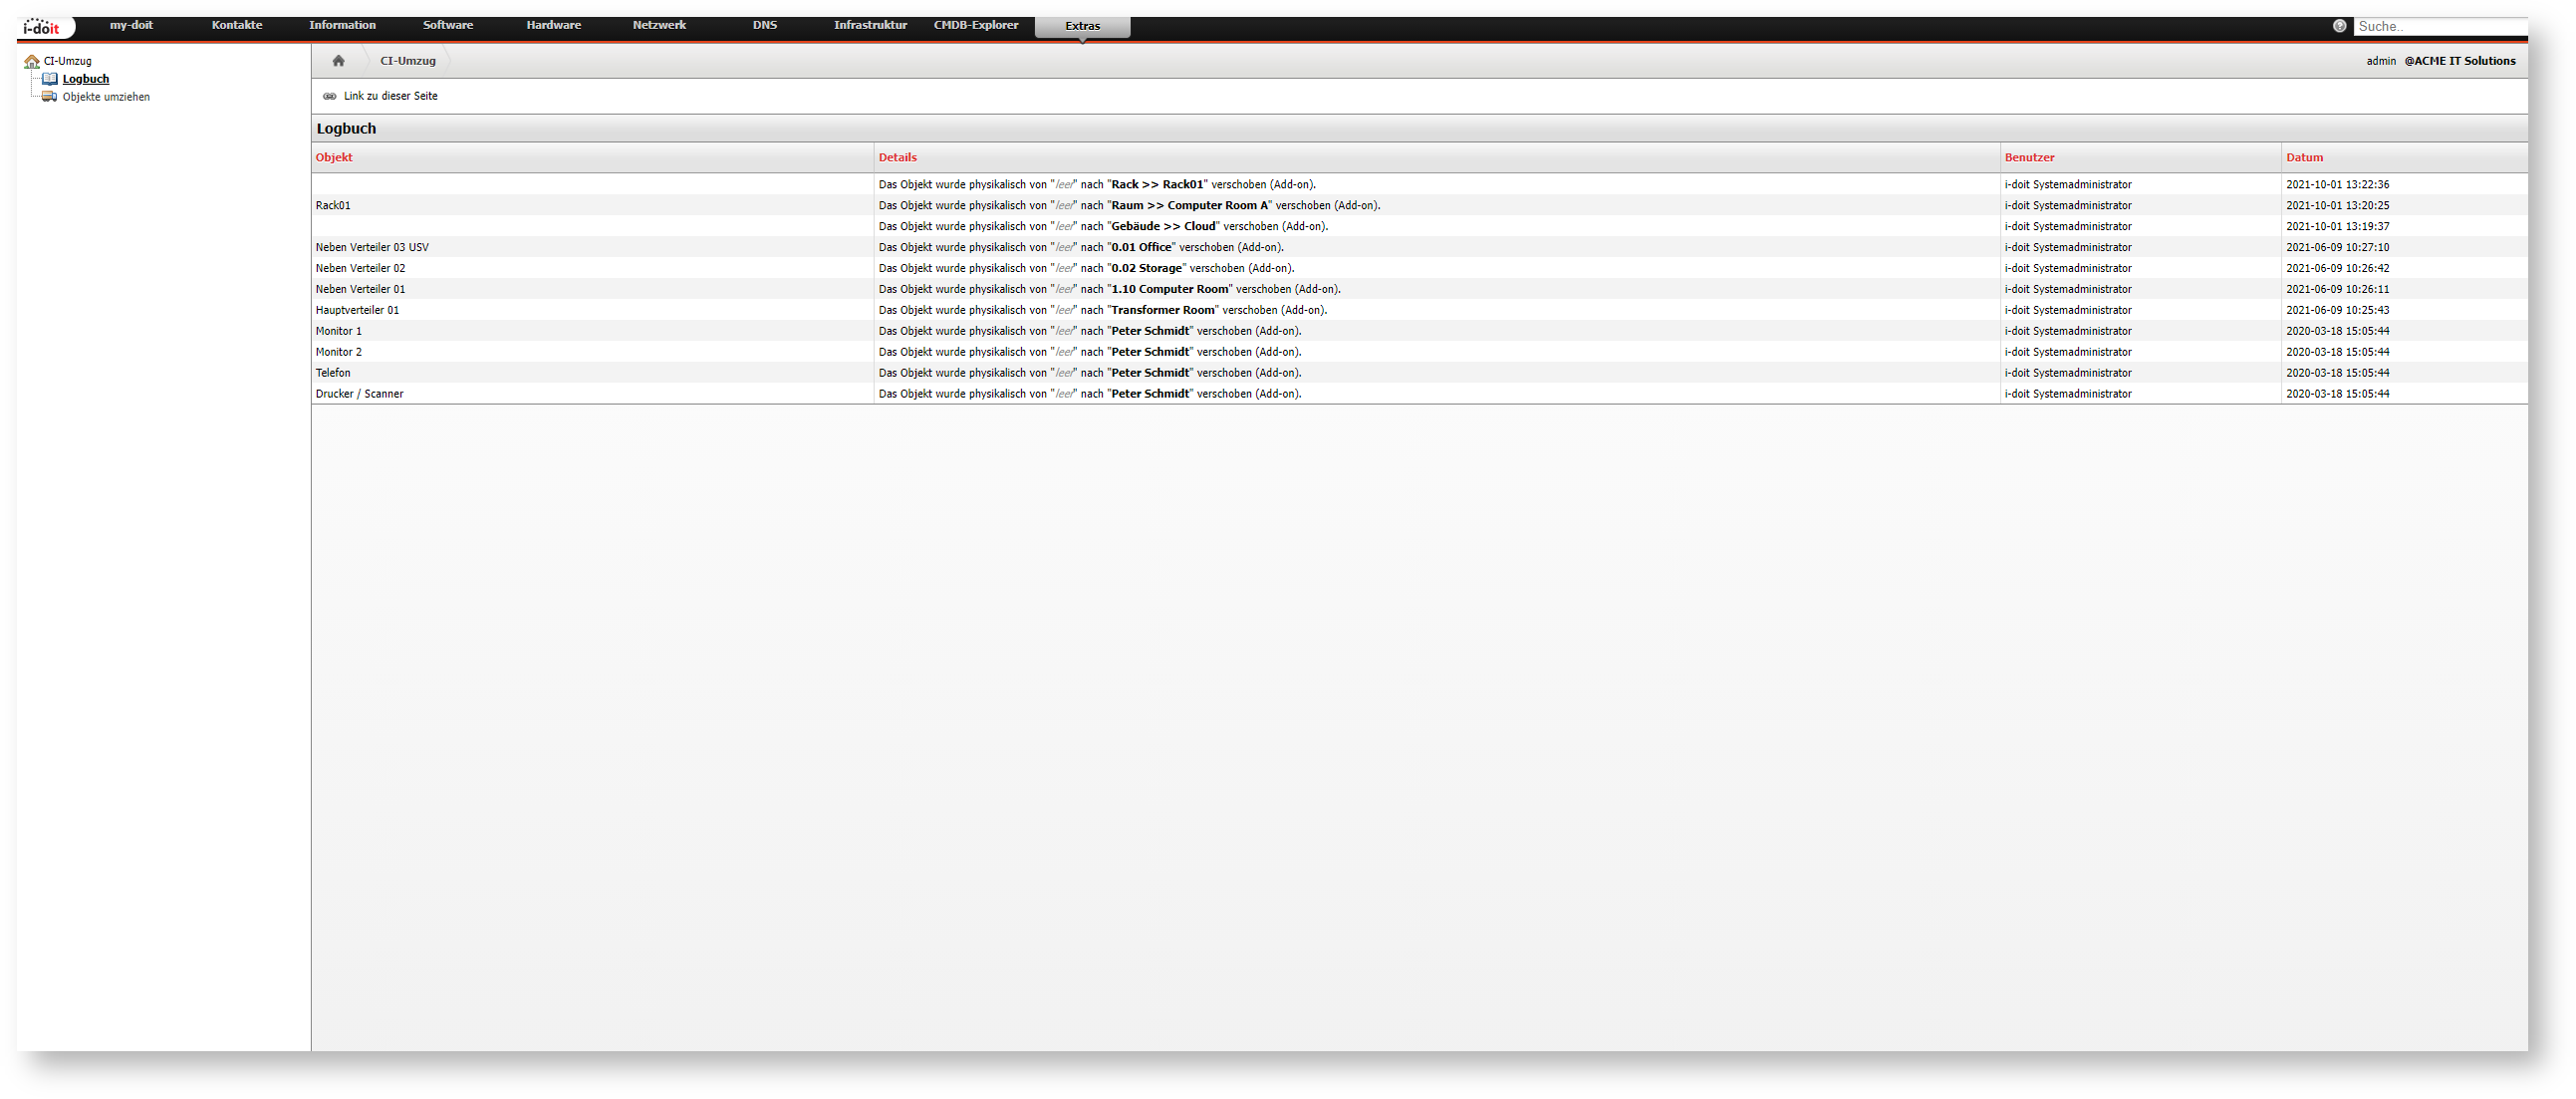 i-doit my-doit Kontakte Information Software Hardware Netzwerk DNS Infrastruktur CMDB-Explorer Extras Suche..
CI-Umzug
Logbuch
Objekte umziehen
CI-Umzug admin @ACME IT Solutions
Link zu dieser Seite
Logbuch
Objekt Details Benutzer Datum
Das Objekt wurde physikalisch von "leer" nach "Rack >> Rack01" verschoben (Add-on). i-doit Systemadministrator 2021-10-01 13:22:36
Rack01 Das Objekt wurde physikalisch von "leer" nach "Raum >> Computer Room A" verschoben (Add-on). i-doit Systemadministrator 2021-10-01 13:20:25
Das Objekt wurde physikalisch von "leer" nach "Gebäude >> Cloud" verschoben (Add-on). i-doit Systemadministrator 2021-10-01 13:19:37
Neben Verteiler 03 USV Das Objekt wurde physikalisch von "leer" nach "0.01 Office" verschoben (Add-on). i-doit Systemadministrator 2021-06-09 10:27:10
Neben Verteiler 02 Das Objekt wurde physikalisch von "leer" nach "0.02 Storage" verschoben (Add-on). i-doit Systemadministrator 2021-06-09 10:26:42
Neben Verteiler 01 Das Objekt wurde physikalisch von "leer" nach "1.10 Computer Room" verschoben (Add-on). i-doit Systemadministrator 2021-06-09 10:26:11
Hauptverteiler 01 Das Objekt wurde physikalisch von "leer" nach "Transformer Room" verschoben (Add-on). i-doit Systemadministrator 2021-06-09 10:25:43
Monitor 1 Das Objekt wurde physikalisch von "leer" nach "Peter Schmidt" verschoben (Add-on). i-doit Systemadministrator 2020-03-18 15:05:44
Monitor 2 Das Objekt wurde physikalisch von "leer" nach "Peter Schmidt" verschoben (Add-on). i-doit Systemadministrator 2020-03-18 15:05:44
Telefon Das Objekt wurde physikalisch von "leer" nach "Peter Schmidt" verschoben (Add-on). i-doit Systemadministrator 2020-03-18 15:05:44
Drucker / Scanner Das Objekt wurde physikalisch von "leer" nach "Peter Schmidt" verschoben (Add-on). i-doit Systemadministrator 2020-03-18 15:05:44